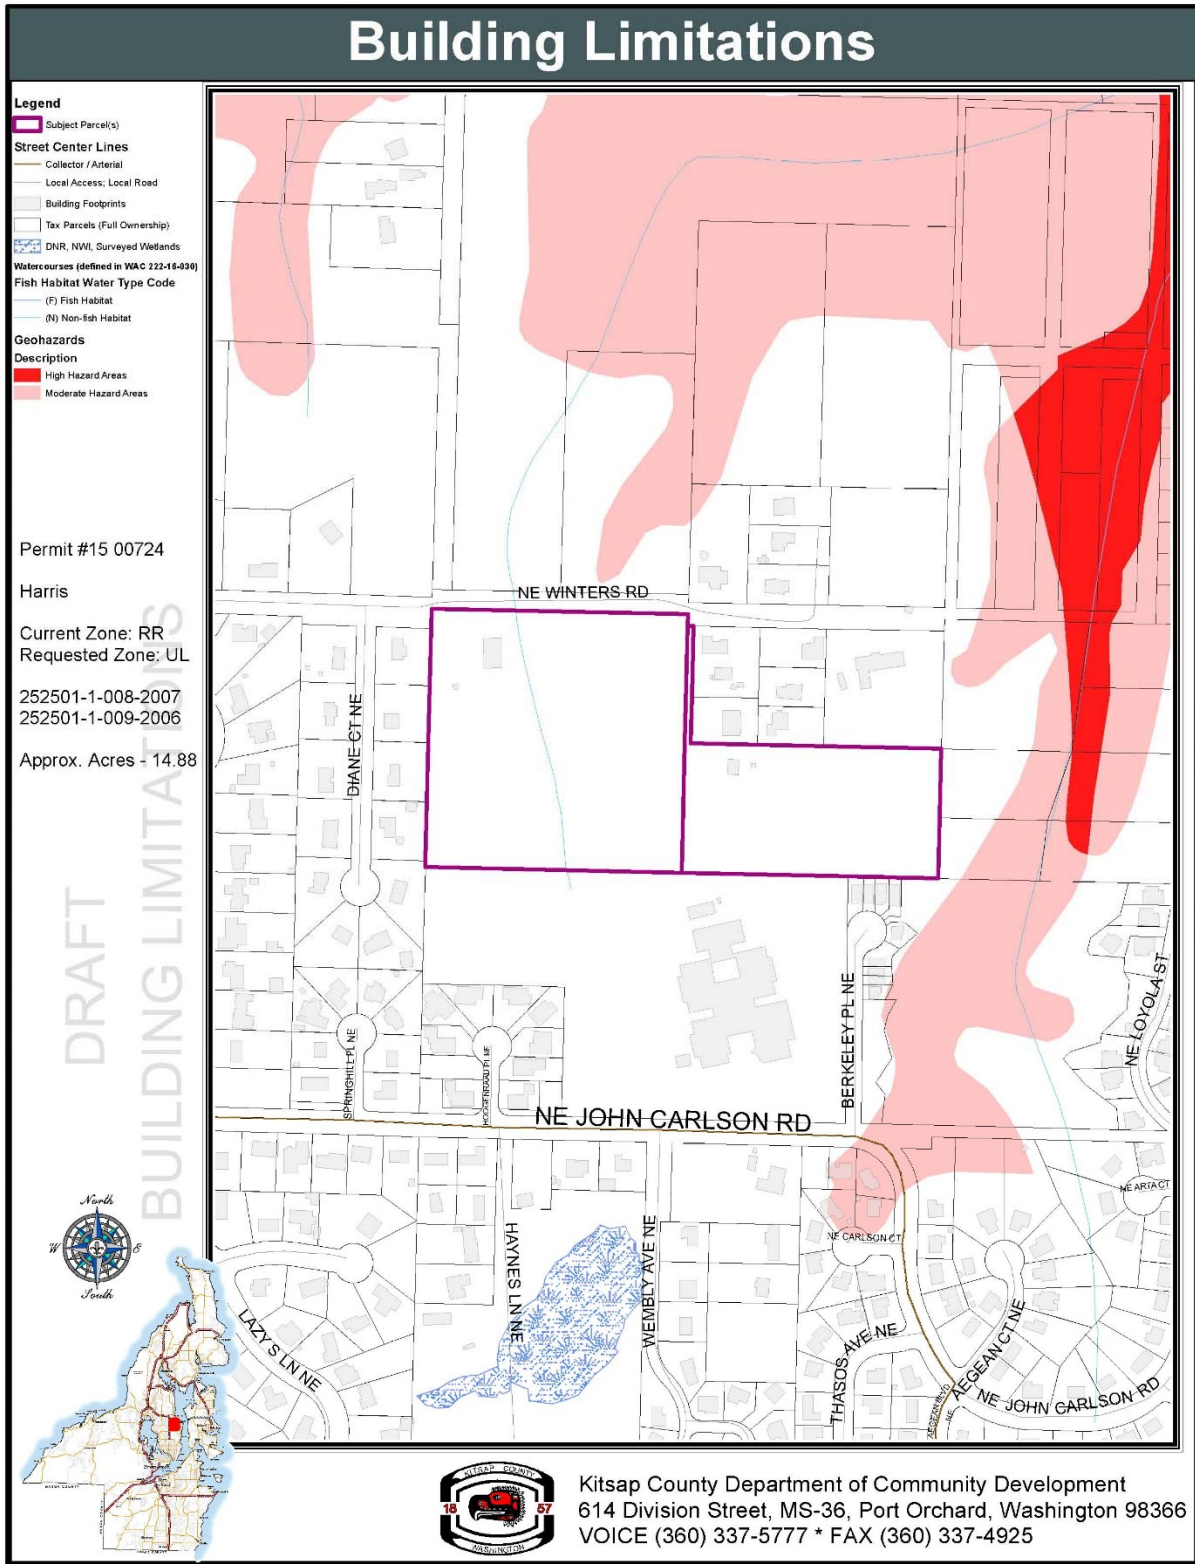 Building Limitations
Legend
Subject Parcel(s)
Street Center Lines
Collector / Arterial
Local Access; Local Road
Building Footprints
Tax Parcels (Full Ownership)
DNR, NWI, Surveyed Wetlands
Watercourses (defined in WAC 222-16-030)
Fish Habitat Water Type Code
(F) Fish Habitat
(N) Non-fish Habitat
Geohazards
Description
High Hazard Areas
Moderate Hazard Areas
Permit #15 00724
Harris
Current Zone: RR
Requested Zone: UL
252501-1-008-2007
252501-1-009-2006
Approx. Acres - 14.88
DRAFT
BUILDING LIMITATIONS
NE WINTERS RD
DIANE CT NE
SPRINGHILL PL NE
BERKELEY PL NE
NE LOYOLA ST
NE JOHN CARLSON RD
NE ARTA CT
NE CARLSON CT
HAYNES LN NE
WEMBLY AVE NE
LAZY S LN NE
THASOS AVE NE
AEGEAN CT NE
NE JOHN CARLSON RD
North
W
E
South
KITSAP COUNTY
18 57
WASHINGTON
Kitsap County Department of Community Development
614 Division Street, MS-36, Port Orchard, Washington 98366
VOICE (360) 337-5777 * FAX (360) 337-4925